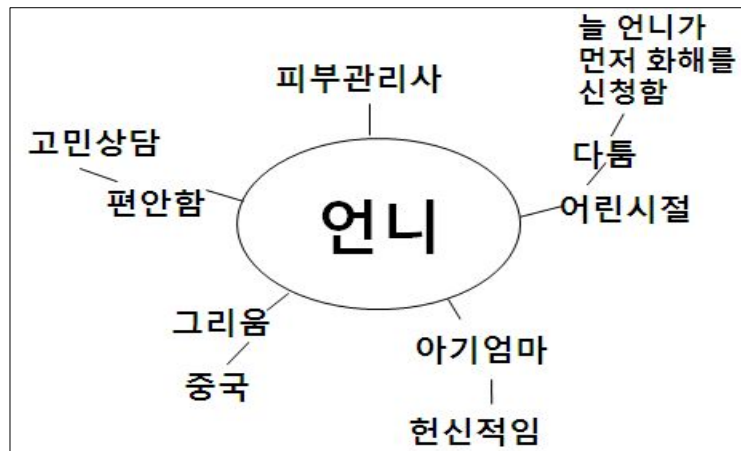 늘 언니가
먼저 화해를
신청함
피부관리사
고민상담
다툼
편안함
언니
어린시절
그리움
아기엄마
중국
헌신적임